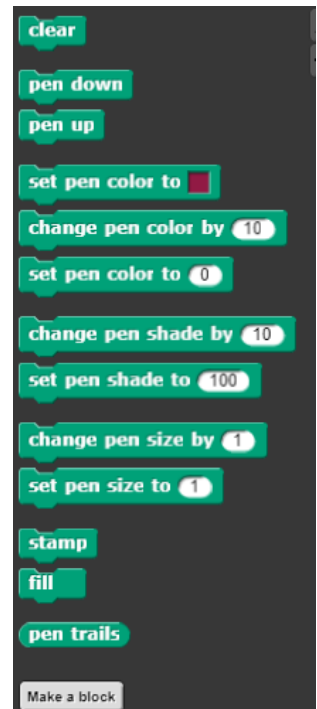 clear
pen down
pen up
set pen color to
change pen color by 10
set pen color to 0
change pen shade by 10
set pen shade to 100
change pen size by 1
set pen size to 1
stamp
fill
pen trails
Make a block